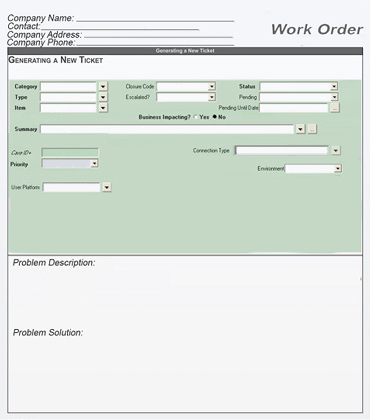 Company Name:
Contact:
Work Order
Company Address:
Company Phone:
Generating a New Ticket
GENERATING A NEW TICKET
Category Closure Code Status
Type Escalated? Pending
Item Pending Until Date
Business Impacting? Yes No
Summary
Case ID+ Connection Type
Priority Environment
User Platform
Problem Description:
Problem Solution: